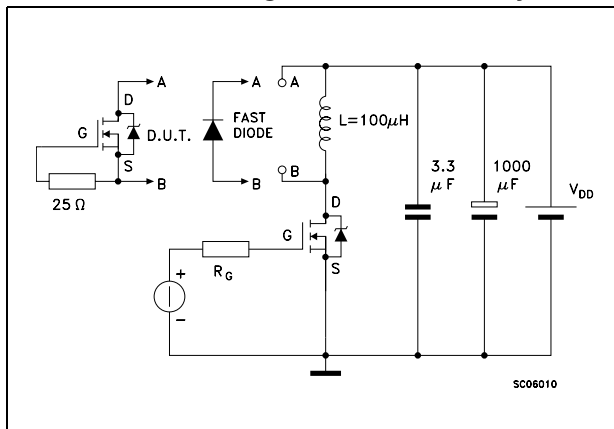 A
A
A
D
G
D.U.T.
FAST
DIODE
L=100μH
S
B
B
B
25 Ω
3.3
μF
1000
μF
VDD
D
G
S
RG
+
−
SC06010